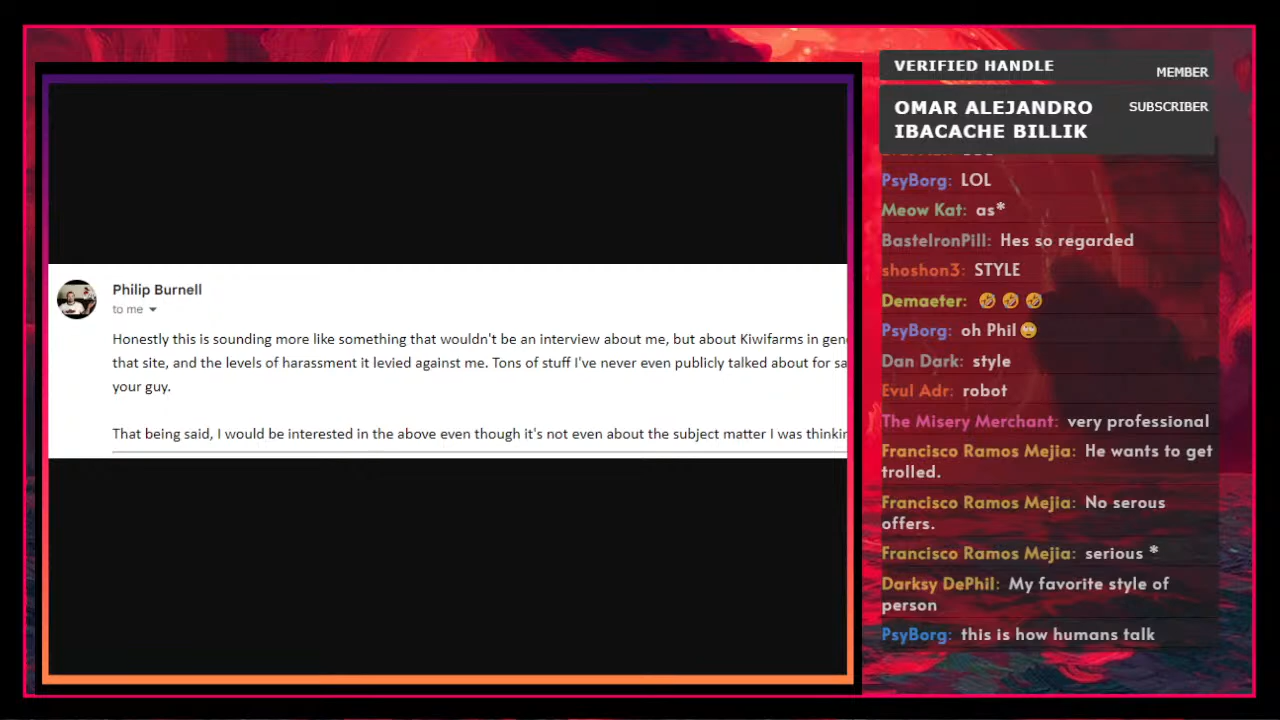 VERIFIED HANDLE
MEMBER
OMAR ALEJANDRO
IBACACHE BILLIK
SUBSCRIBER
PsyBorg: LOL
Meow Kat: as*
BasteIronPill: Hes so regarded
shoshon3: STYLE
Demaeter: 🤣 🤣 🤣
PsyBorg: oh Phil🙄
Dan Dark: style
Evul Adr: robot
The Misery Merchant: very professional
Francisco Ramos Mejia: He wants to get
trolled.
Francisco Ramos Mejia: No serous
offers.
Francisco Ramos Mejia: serious *
Darksy DePhil: My favorite style of
person
PsyBorg: this is how humans talk
Philip Burnell
to me
Honestly this is sounding more like something that wouldn't be an interview about me, but about Kiwifarms in gen
that site, and the levels of harassment it levied against me. Tons of stuff I've never even publicly talked about for sa
your guy.
That being said, I would be interested in the above even though it's not even about the subject matter I was thinkin